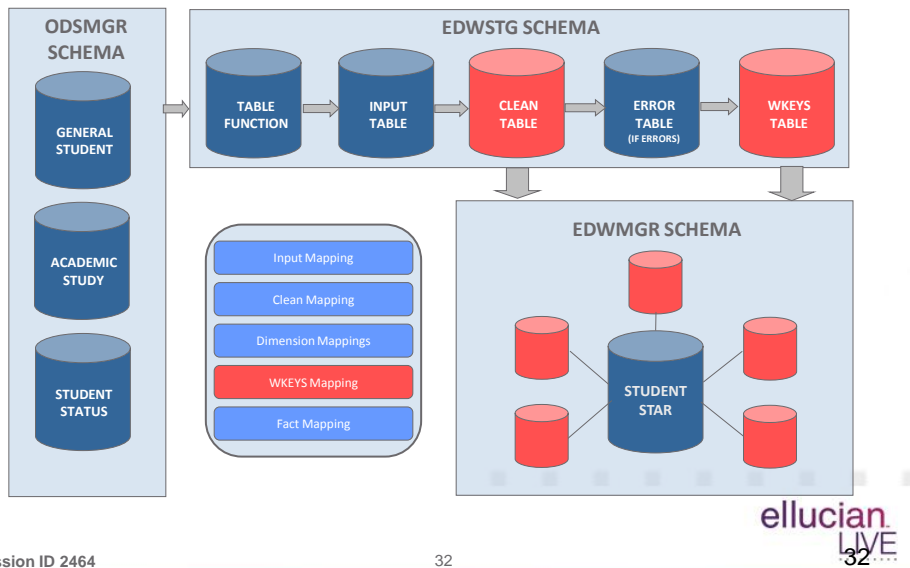 ODSMGR
SCHEMA
GENERAL
STUDENT
ACADEMIC
STUDY
STUDENT
STATUS
EDWSTG SCHEMA
TABLE
FUNCTION
INPUT
TABLE
CLEAN
TABLE
ERROR
TABLE
(IF ERRORS)
WKEYS
TABLE
Input Mapping
Clean Mapping
Dimension Mappings
WKEYS Mapping
Fact Mapping
EDWMGR SCHEMA
STUDENT
STAR
ellucian.
LIVE
ssion ID 2464
32
32